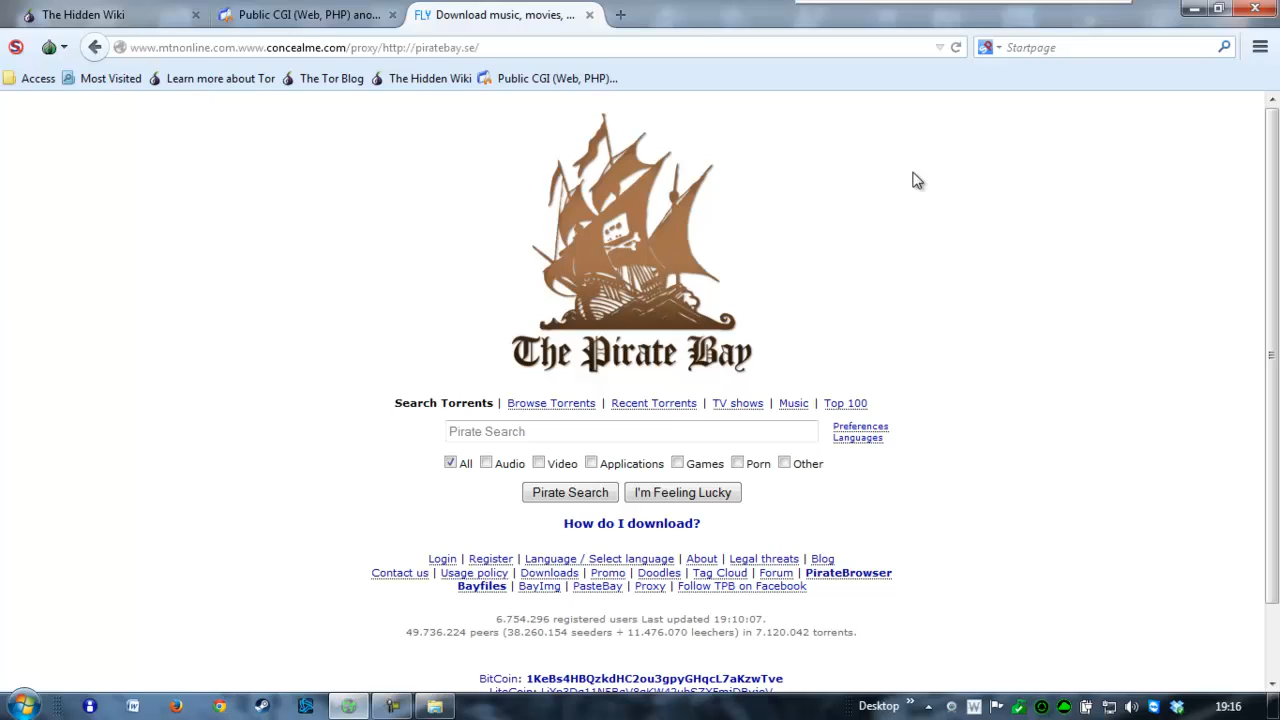 The Hidden Wiki
Public CGI (Web, PHP) ano...
FLY Download music, movies, ...
www.mtnonline.com.www.concealme.com/proxy/http://piratebay.se/
Startpage
Access
Most Visited
Learn more about Tor
The Tor Blog
The Hidden Wiki
Public CGI (Web, PHP)...
The Pirate Bay
Search Torrents | Browse Torrents | Recent Torrents | TV shows | Music | Top 100
Pirate Search
Preferences
Languages
All Audio Video Applications Games Porn Other
Pirate Search I'm Feeling Lucky
How do I download?
Login | Register | Language / Select language | About | Legal threats | Blog
Contact us | Usage policy | Downloads | Promo | Doodles | Tag Cloud | Forum | PirateBrowser
Bayfiles | BayImg | PasteBay | Proxy | Follow TPB on Facebook
6.754.296 registered users Last updated 19:10:07.
49.736.224 peers (38.260.154 seeders + 11.476.070 leechers) in 7.120.042 torrents.
BitCoin: 1KeBs4HBQzkdHC2ou3gpyGHqcL7aKzwTve
Desktop
19:16